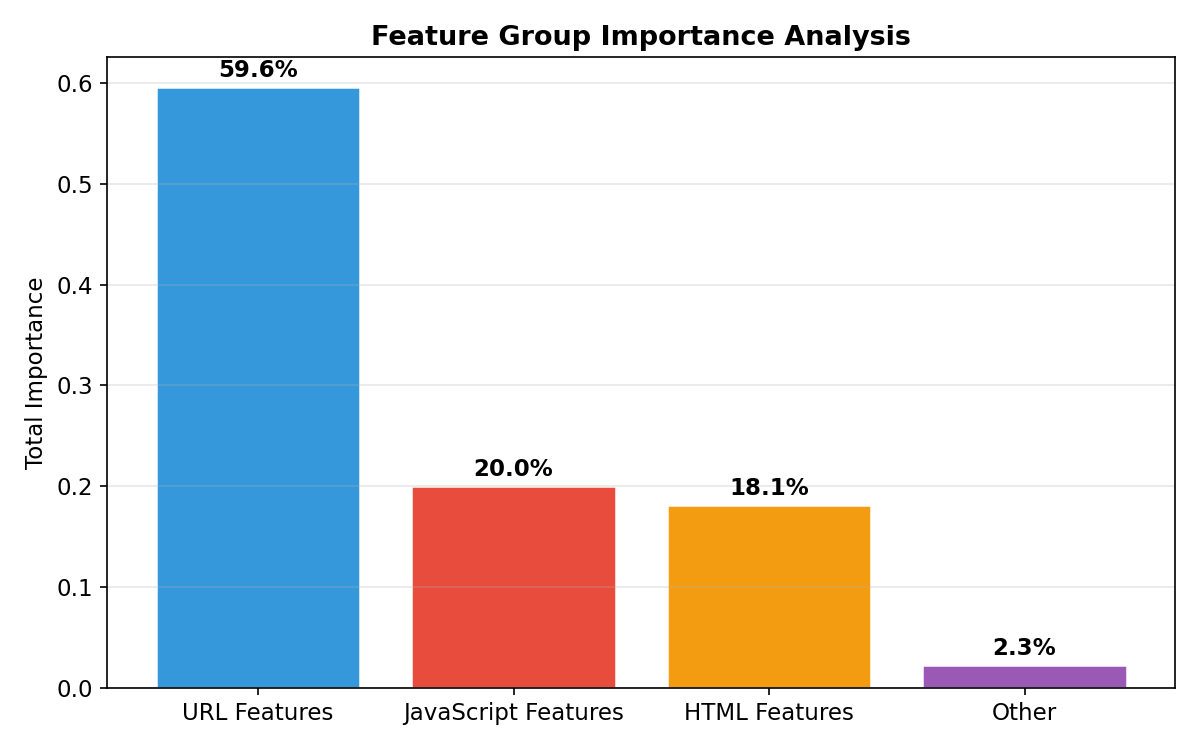 Feature Group Importance Analysis
59.6%
20.0%
18.1%
2.3%
Total Importance
0.6
0.5
0.4
0.3
0.2
0.1
0.0
URL Features
JavaScript Features
HTML Features
Other